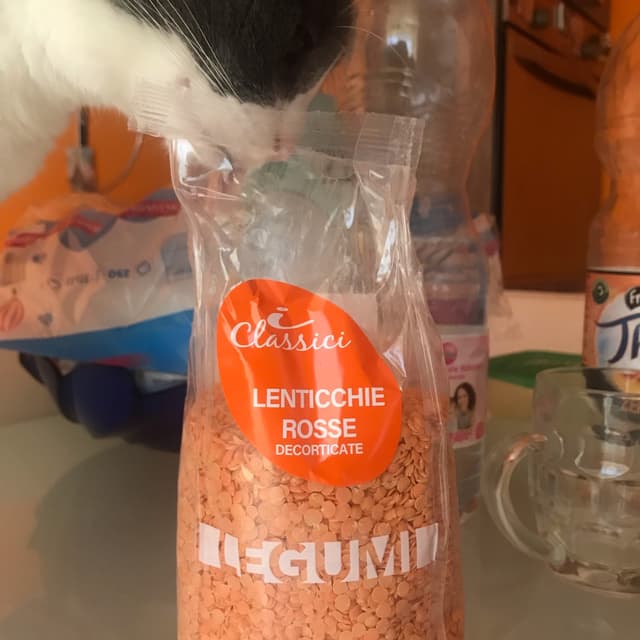 Classici
LENTICCHIE
ROSSE
DECORTICATE
LEGUMI